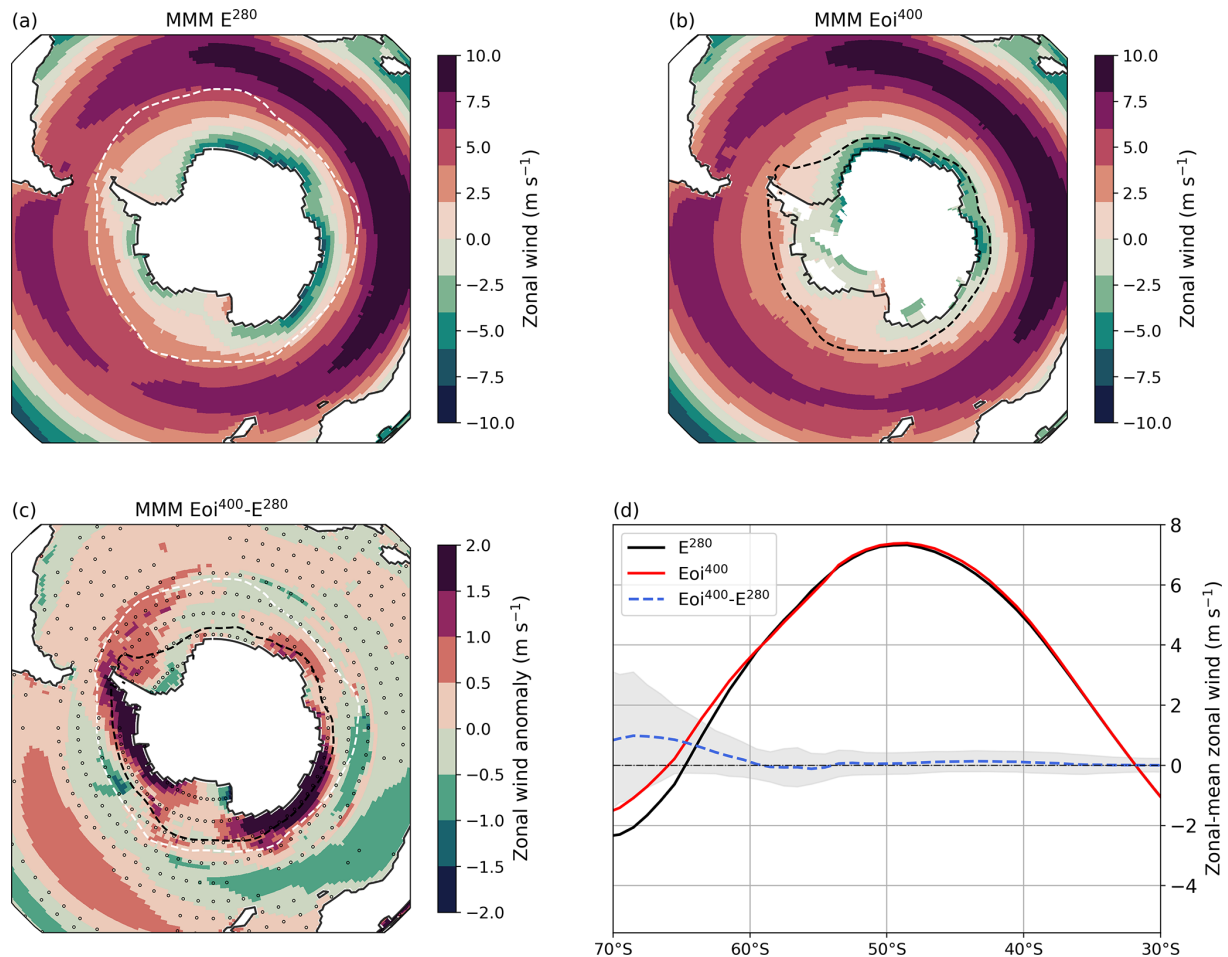 (a) MMM E²⁸⁰
10.0
7.5
5.0
2.5
0.0
−2.5
−5.0
−7.5
−10.0
Zonal wind (m s⁻¹)
(b) MMM Eoi⁴⁰⁰
10.0
7.5
5.0
2.5
0.0
−2.5
−5.0
−7.5
−10.0
Zonal wind (m s⁻¹)
(c) MMM Eoi⁴⁰⁰-E²⁸⁰
2.0
1.5
1.0
0.5
0.0
−0.5
−1.0
−1.5
−2.0
Zonal wind anomaly (m s⁻¹)
(d)
E²⁸⁰
Eoi⁴⁰⁰
Eoi⁴⁰⁰-E²⁸⁰
8
6
4
2
0
−2
−4
Zonal-mean zonal wind (m s⁻¹)
70°S 60°S 50°S 40°S 30°S